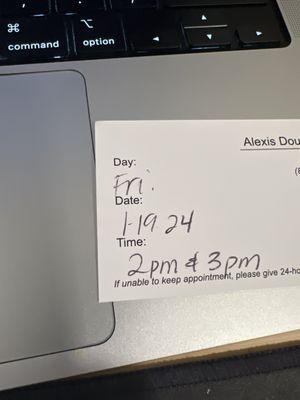 ⌘
command
⌥
option
▲
◄
▼
►
Alexis Dou
Day:
(8
Fri.
Date:
1-19-24
Time:
2pm & 3pm
If unable to keep appointment, please give 24-ho